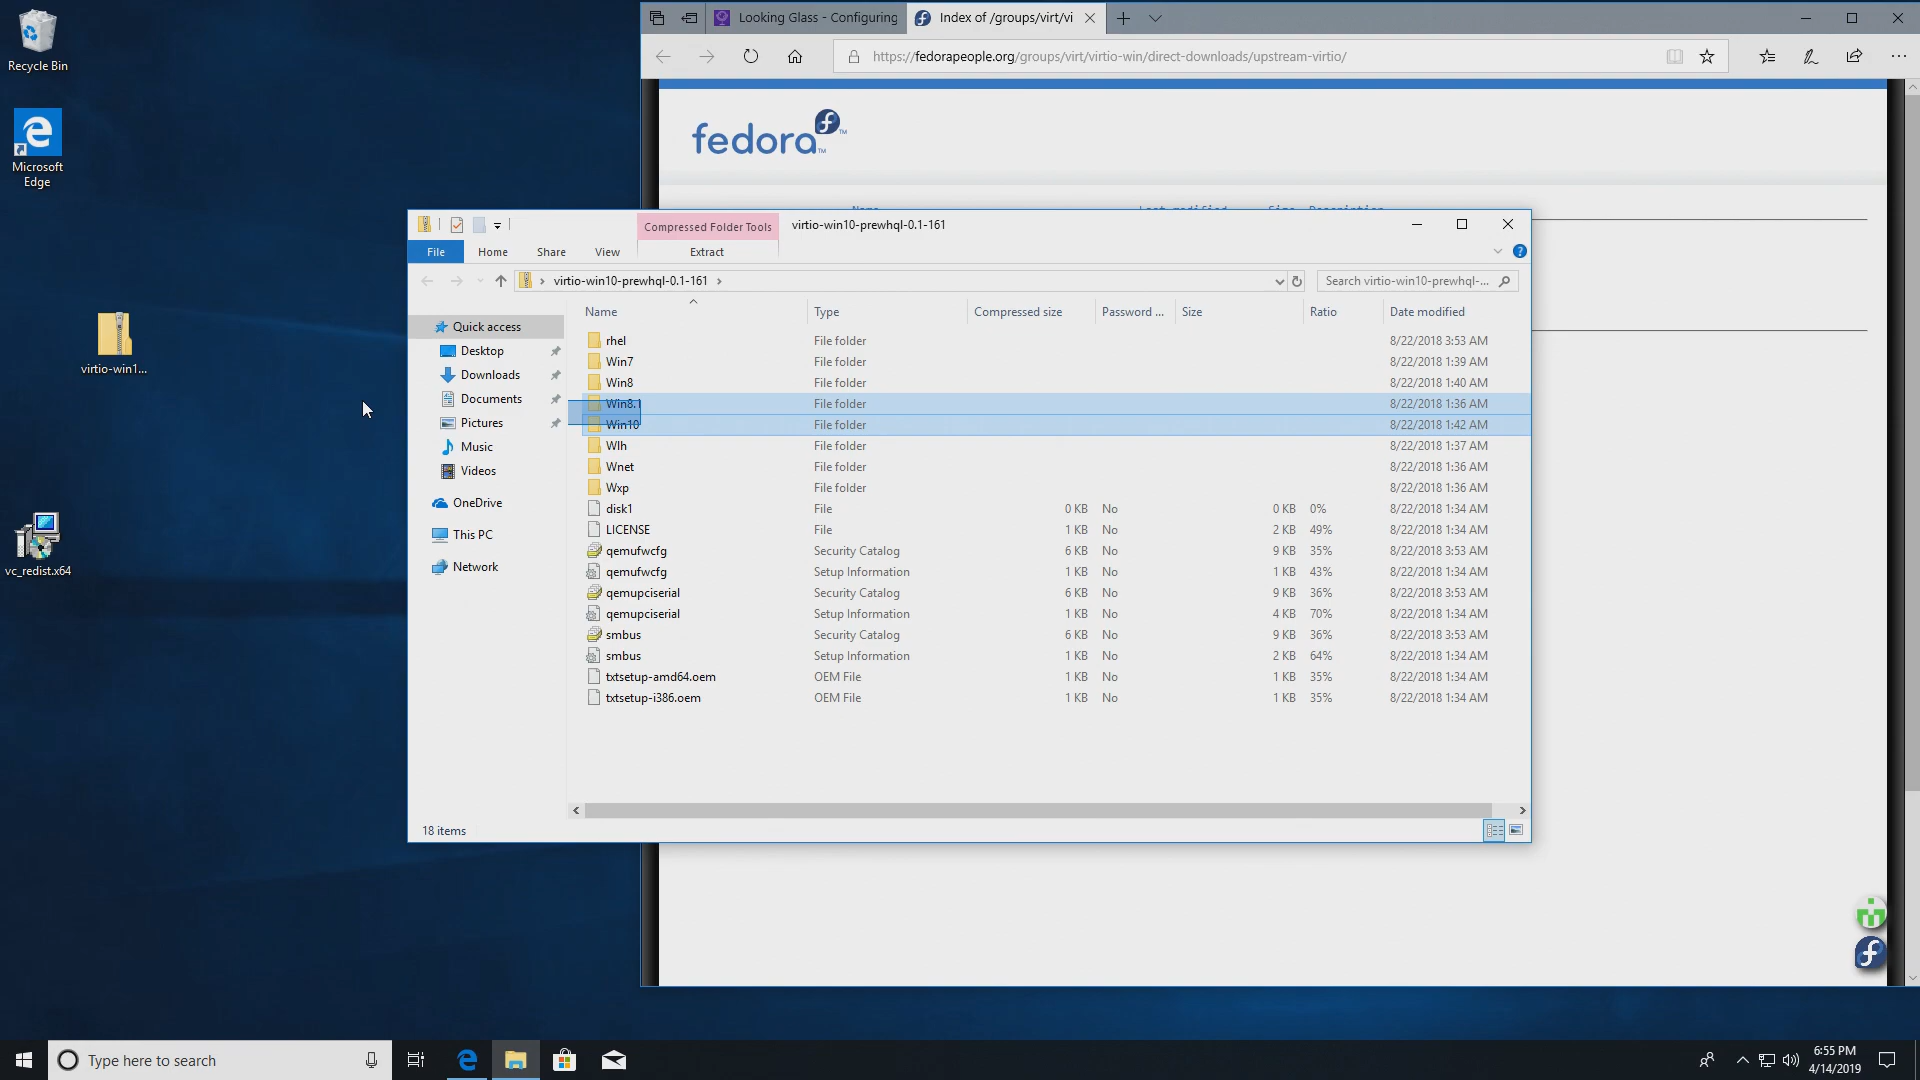 Recycle Bin
Microsoft
Edge
virtio-win1...
vc_redist.x64
Looking Glass - Configuring
Index of /groups/virt/vi
https://fedorapeople.org/groups/virt/virtio-win/direct-downloads/upstream-virtio/
fedora™
Name Last modified Size Description
Compressed Folder Tools
virtio-win10-prewhql-0.1-161
File Home Share View Extract
virtio-win10-prewhql-0.1-161
Search virtio-win10-prewhql-...
Quick access
Desktop
Downloads
Documents
Pictures
Music
Videos
OneDrive
This PC
Network
Name Type Compressed size Password ... Size Ratio Date modified
rhel File folder 8/22/2018 3:53 AM
Win7 File folder 8/22/2018 1:39 AM
Win8 File folder 8/22/2018 1:40 AM
Win8.1 File folder 8/22/2018 1:36 AM
Win10 File folder 8/22/2018 1:42 AM
Wlh File folder 8/22/2018 1:37 AM
Wnet File folder 8/22/2018 1:36 AM
Wxp File folder 8/22/2018 1:36 AM
disk1 File 0 KB No 0 KB 0% 8/22/2018 1:34 AM
LICENSE File 1 KB No 2 KB 49% 8/22/2018 1:34 AM
qemufwcfg Security Catalog 6 KB No 9 KB 35% 8/22/2018 3:53 AM
qemufwcfg Setup Information 1 KB No 1 KB 43% 8/22/2018 1:34 AM
qemupciserial Security Catalog 6 KB No 9 KB 36% 8/22/2018 3:53 AM
qemupciserial Setup Information 1 KB No 4 KB 70% 8/22/2018 1:34 AM
smbus Security Catalog 6 KB No 9 KB 36% 8/22/2018 3:53 AM
smbus Setup Information 1 KB No 2 KB 64% 8/22/2018 1:34 AM
txtsetup-amd64.oem OEM File 1 KB No 1 KB 35% 8/22/2018 1:34 AM
txtsetup-i386.oem OEM File 1 KB No 1 KB 35% 8/22/2018 1:34 AM
18 items
Type here to search
6:55 PM
4/14/2019